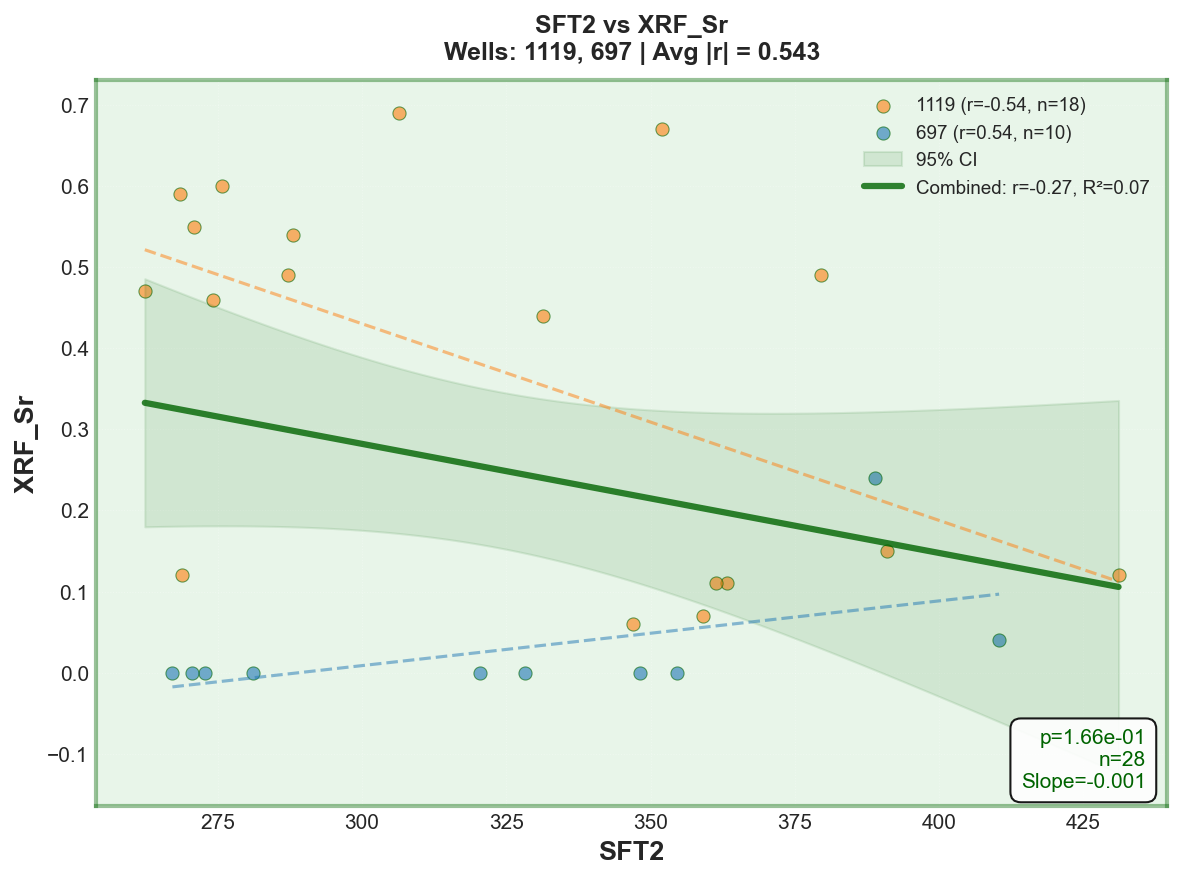 SFT2 vs XRF_Sr
Wells: 1119, 697 | Avg |r| = 0.543
1119 (r=-0.54, n=18)
697 (r=0.54, n=10)
95% CI
Combined: r=-0.27, R²=0.07
XRF_Sr
0.7
0.6
0.5
0.4
0.3
0.2
0.1
0.0
−0.1
p=1.66e-01
n=28
Slope=-0.001
275
300
325
350
375
400
425
SFT2